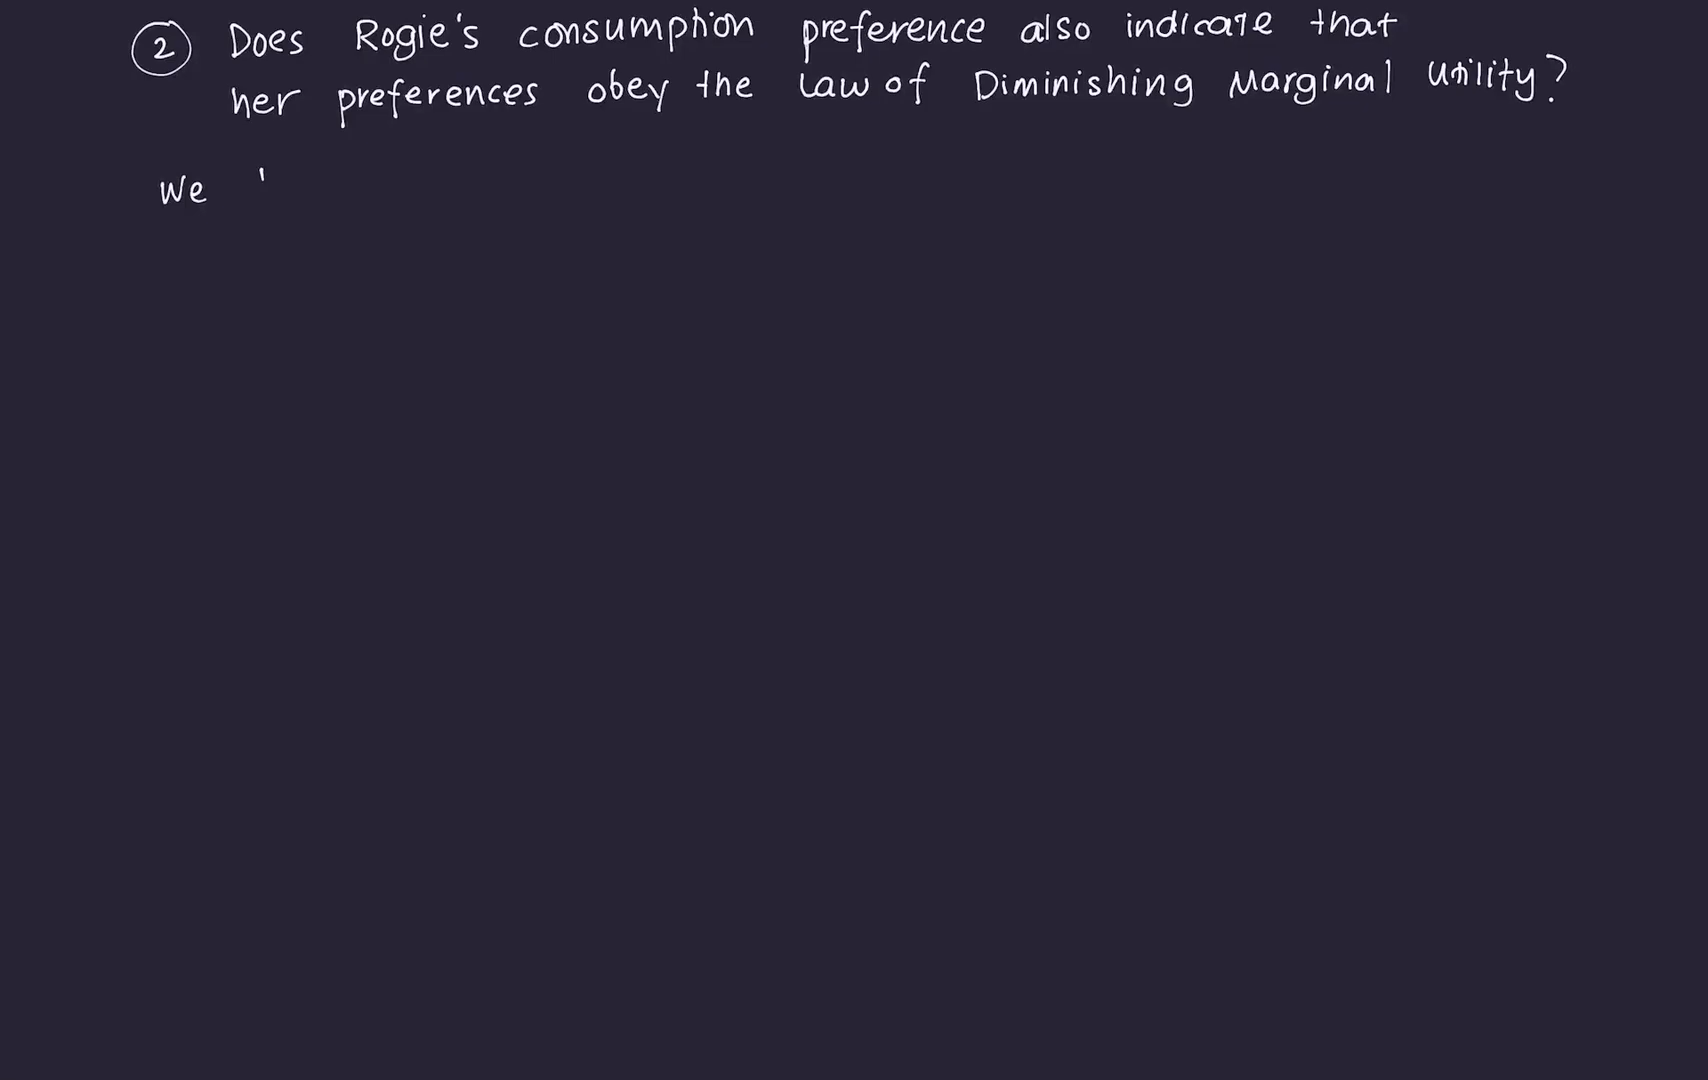 2 Does Rogie's consumption preference also indicate that
her preferences obey the Law of Diminishing Marginal Utility?
We